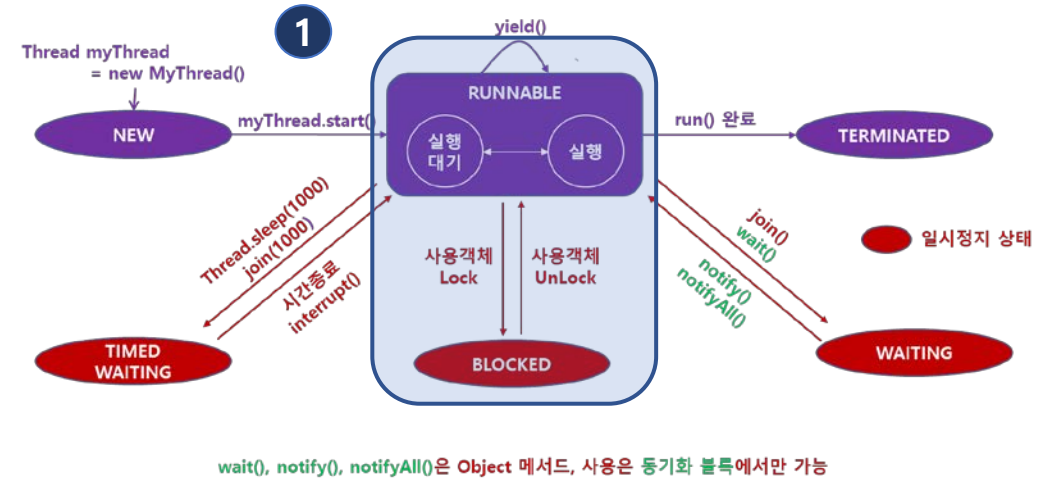 1
yield()
Thread myThread
= new MyThread()
RUNNABLE
NEW
myThread.start()
실행
대기
실행
run() 완료
TERMINATED
Thread.sleep(1000)
join(1000)
시간종료
interrupt()
사용객체
Lock
사용객체
UnLock
join()
wait()
notify()
notifyAll()
일시정지 상태
TIMED
WAITING
BLOCKED
WAITING
wait(), notify(), notifyAll()은 Object 메서드, 사용은 동기화 블록에서만 가능